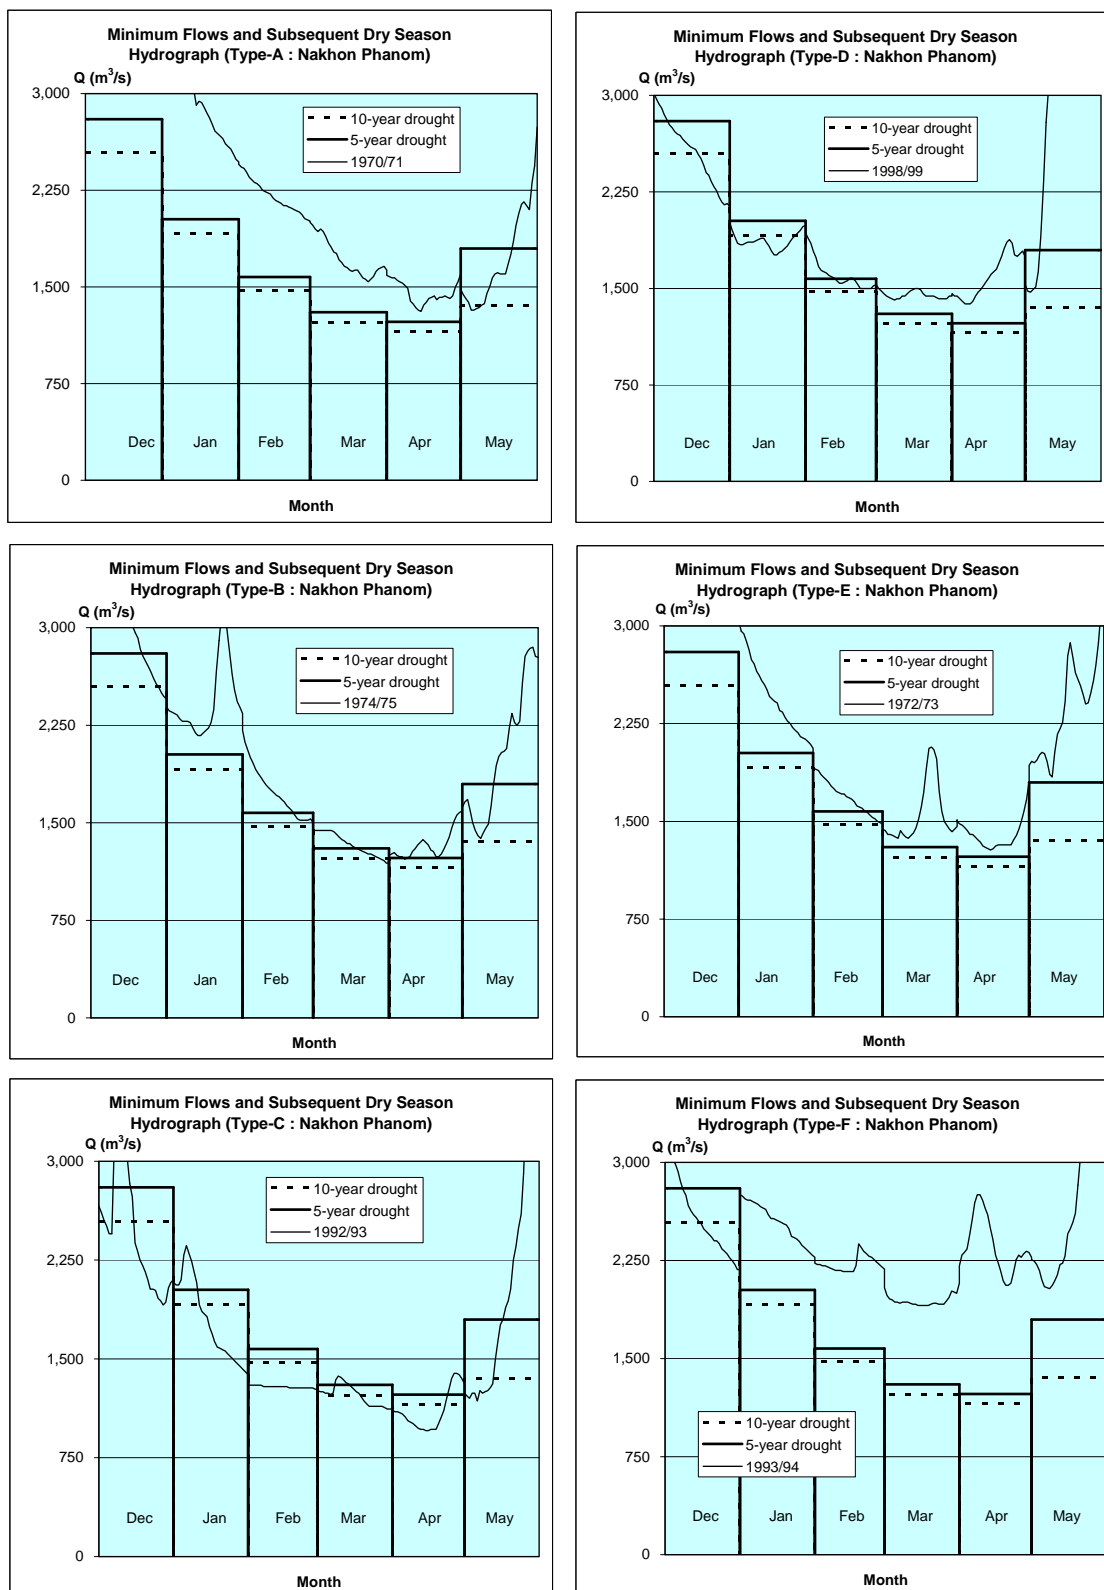 Minimum Flows and Subsequent Dry Season
Hydrograph (Type-A : Nakhon Phanom)
Q (m³/s)
3,000
2,250
1,500
750
0
10-year drought
5-year drought
1970/71
Dec Jan Feb Mar Apr May
Month
Minimum Flows and Subsequent Dry Season
Hydrograph (Type-D : Nakhon Phanom)
Q (m³/s)
3,000
2,250
1,500
750
0
10-year drought
5-year drought
1998/99
Dec Jan Feb Mar Apr May
Month
Minimum Flows and Subsequent Dry Season
Hydrograph (Type-B : Nakhon Phanom)
Q (m³/s)
3,000
2,250
1,500
750
0
10-year drought
5-year drought
1974/75
Dec Jan Feb Mar Apr May
Month
Minimum Flows and Subsequent Dry Season
Hydrograph (Type-E : Nakhon Phanom)
Q (m³/s)
3,000
2,250
1,500
750
0
10-year drought
5-year drought
1972/73
Dec Jan Feb Mar Apr May
Month
Minimum Flows and Subsequent Dry Season
Hydrograph (Type-C : Nakhon Phanom)
Q (m³/s)
3,000
2,250
1,500
750
0
10-year drought
5-year drought
1992/93
Dec Jan Feb Mar Apr May
Month
Minimum Flows and Subsequent Dry Season
Hydrograph (Type-F : Nakhon Phanom)
Q (m³/s)
3,000
2,250
1,500
750
0
10-year drought
5-year drought
1993/94
Dec Jan Feb Mar Apr May
Month